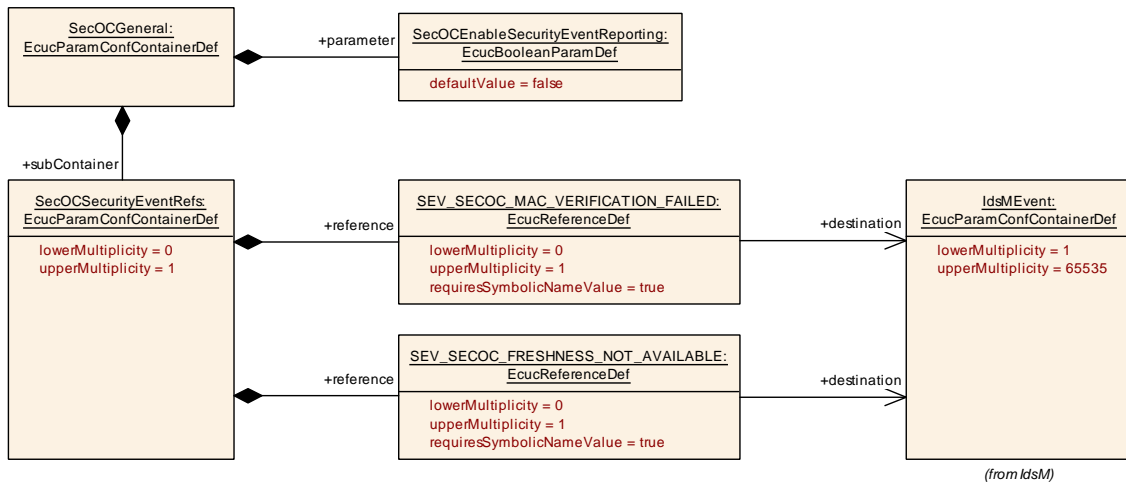 SecOCGeneral:
EcucParamConfContainerDef
+parameter
SecOCEnableSecurityEventReporting:
EcucBooleanParamDef
defaultValue = false
+subContainer
SecOCSecurityEventRefs:
EcucParamConfContainerDef
lowerMultiplicity = 0
upperMultiplicity = 1
+reference
SEV_SECOC_MAC_VERIFICATION_FAILED:
EcucReferenceDef
lowerMultiplicity = 0
upperMultiplicity = 1
requiresSymbolicNameValue = true
+destination
IdsMEvent:
EcucParamConfContainerDef
lowerMultiplicity = 1
upperMultiplicity = 65535
+reference
SEV_SECOC_FRESHNESS_NOT_AVAILABLE:
EcucReferenceDef
lowerMultiplicity = 0
upperMultiplicity = 1
requiresSymbolicNameValue = true
+destination
(from IdsM)